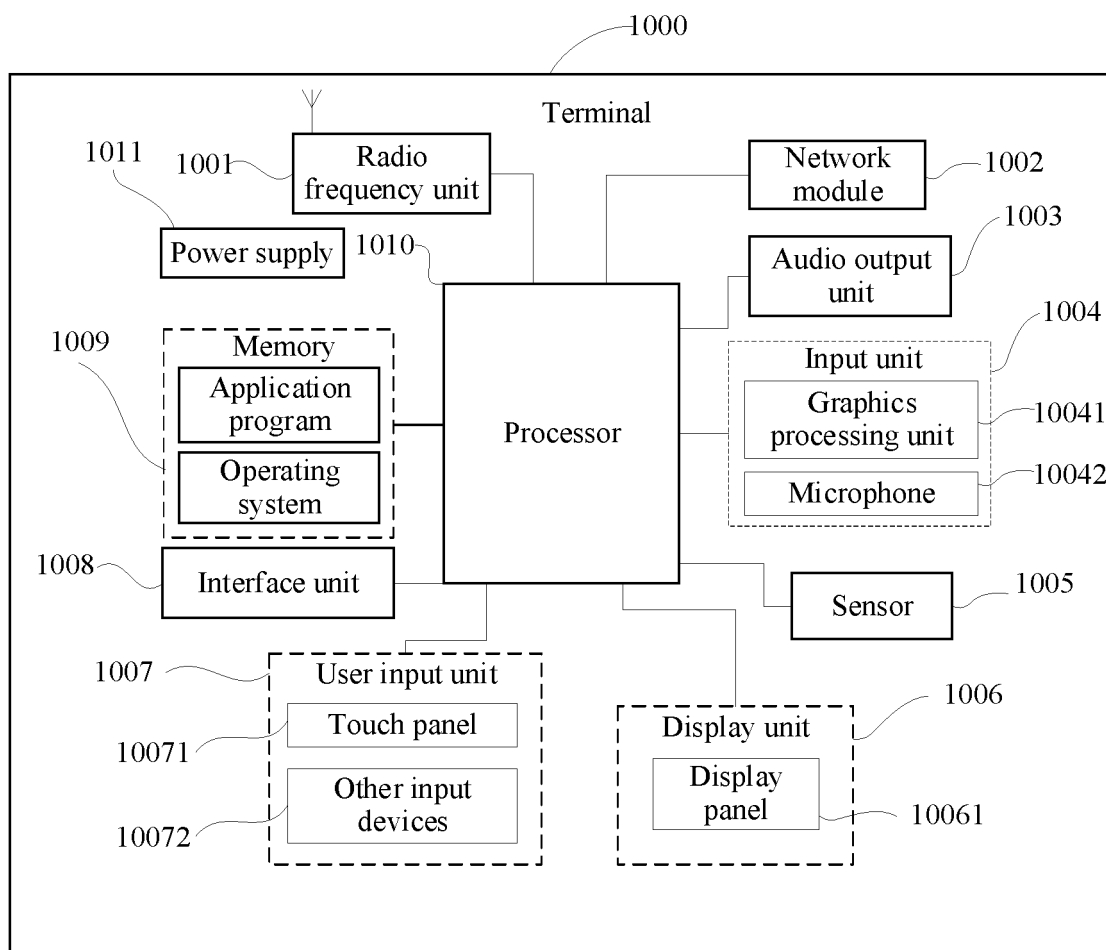 1000
Terminal
1011
1001
Radio
frequency unit
Network
module
1002
Power supply
1010
Audio output
unit
1003
1009
Memory
Application
program
Operating
system
Processor
1004
Input unit
Graphics
processing unit
10041
Microphone
10042
1008
Interface unit
Sensor
1005
1007
User input unit
Touch panel
10071
Other input
devices
10072
1006
Display unit
Display
panel
10061